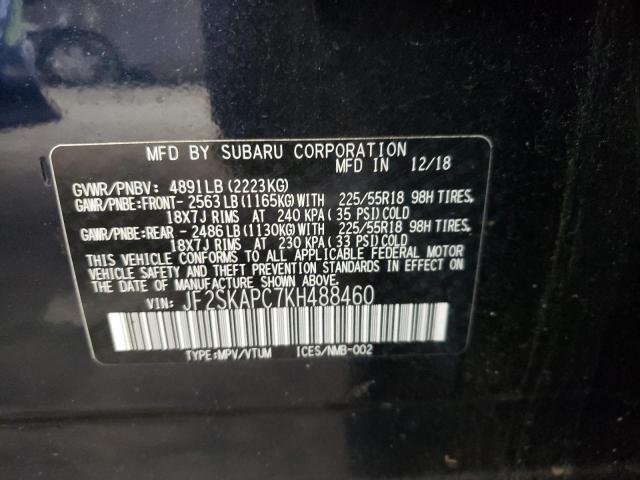 MFD BY SUBARU CORPORATION
MFD IN 12/18
GVWR/PNBV: 4891LB (2223KG)
GAWR/PNBE:FRONT- 2563 LB (1165KG) WITH 225/55R18 98H TIRES,
18X7J RIMS AT 240 KPA (35 PSI) COLD
GAWR/PNBE:REAR - 2486 LB (1130KG) WITH 225/55R18 98H TIRES,
18X7J RIMS AT 230 KPA (33 PSI) COLD
THIS VEHICLE CONFORMS TO ALL APPLICABLE FEDERAL MOTOR
VEHICLE SAFETY AND THEFT PREVENTION STANDARDS IN EFFECT ON
THE DATE OF MANUFACTURE SHOWN ABOVE.
VIN: JF2SKAPC7KH488460
TYPE:MPV/VTUM ICES/NMB-002